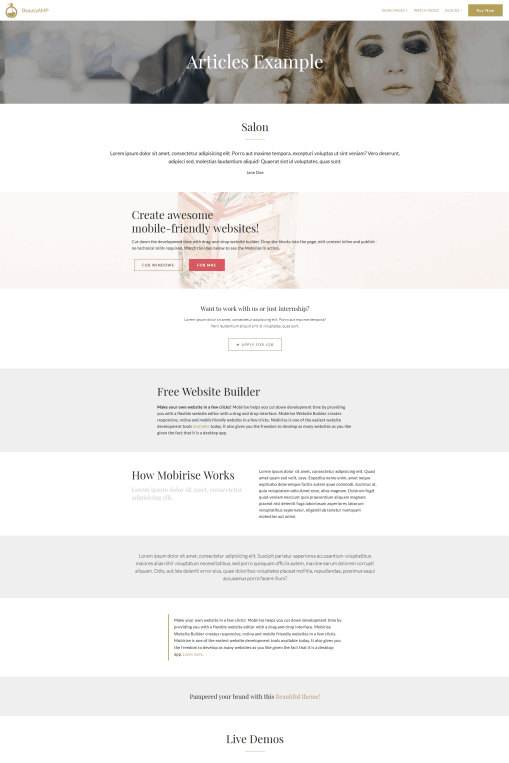 BeautyAMP
DEMO PAGES
WATCH VIDEO
BLOCKS
Buy Now
Articles Example
Salon
Lorem ipsum dolor sit amet, consectetur adipisicing elit. Porro aut maxime tempora, excepturi voluptas ut sint veniam? Vero deserunt,
adipisci sed, molestias laudantium aliquid! Quaerat sint id voluptates, quas sunt.
Jane Doe
Create awesome
mobile-friendly websites!
Cut down the development time with drag-and-drop website builder. Drop the blocks into the page, edit content inline and publish -
no technical skills required. Watch the video below to see the Mobirise in action.
FOR WINDOWS
FOR MAC
Want to work with us or just internship?
Lorem ipsum dolor sit amet, consectetur adipisicing elit. Porro aut maxime tempora?
Vero laudantium aliquid sint id voluptates, quas sunt.
APPLY FOR JOB
Free Website Builder
Make your own website in a few clicks! Mobirise helps you cut down development time by providing
you with a flexible website editor with a drag and drop interface. Mobirise Website Builder creates
responsive, retina and mobile friendly websites in a few clicks. Mobirise is one of the easiest website
development tools available today. It also gives you the freedom to develop as many websites as you like
given the fact that it is a desktop app.
How Mobirise Works
Lorem ipsum dolor sit amet, consectetur
adipisicing elit.
Lorem ipsum dolor sit amet, consectetur adipisicing elit. Quasi
amet quam sed velit, esse. Expedita vero enim, amet neque
explicabo doloremque facilis autem quae commodi, ducimus at,
quia voluptatum odio. Amet esse, alias magnam. Dolorum fugit
quod veniam nesciunt quis praesentium aliquam magnam
placeat nisi deleniti fuga laboriosam asperiores laborum
voluptatibus aspernatur, eligendi ab tenetur numquam
molestias aut amet.
Lorem ipsum dolor sit amet, consectetur adipisicing elit. Suscipit pariatur asperiores accusantium voluptatum
maiores alias nihil voluptatum necessitatibus, sed porro quisquam officiis autem, maxime earum dolorem corrupti
aliquam. Odio, aut iste deleniti error eius, quasi doloribus voluptates placeat mollitia, repudiandae, possimus sequi
accusamus porro facere illum?
Make your own website in a few clicks! Mobirise helps you cut down development time by
providing you with a flexible website editor with a drag and drop interface. Mobirise
Website Builder creates responsive, retina and mobile friendly websites in a few clicks.
Mobirise is one of the easiest website development tools available today. It also gives you
the freedom to develop as many websites as you like given the fact that it is a desktop
app. Learn more.
Pampered your brand with this Beautiful theme!
Live Demos